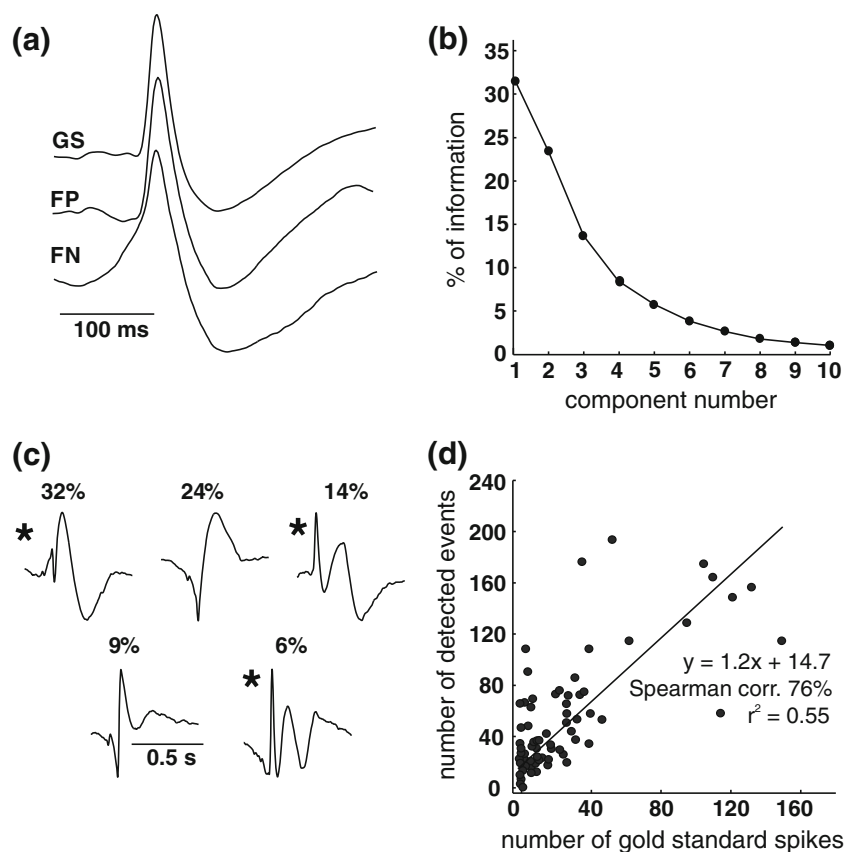 (a)
GS
FP
FN
100 ms
(b)
% of information
35
30
25
20
15
10
5
0
1 2 3 4 5 6 7 8 9 10
component number
(c)
32% 24% 14%
* *
9% 6%
*
0.5 s
(d)
number of detected events
240
200
160
120
80
40
0
y = 1.2x + 14.7
Spearman corr. 76%
r² = 0.55
0 40 80 120 160
number of gold standard spikes